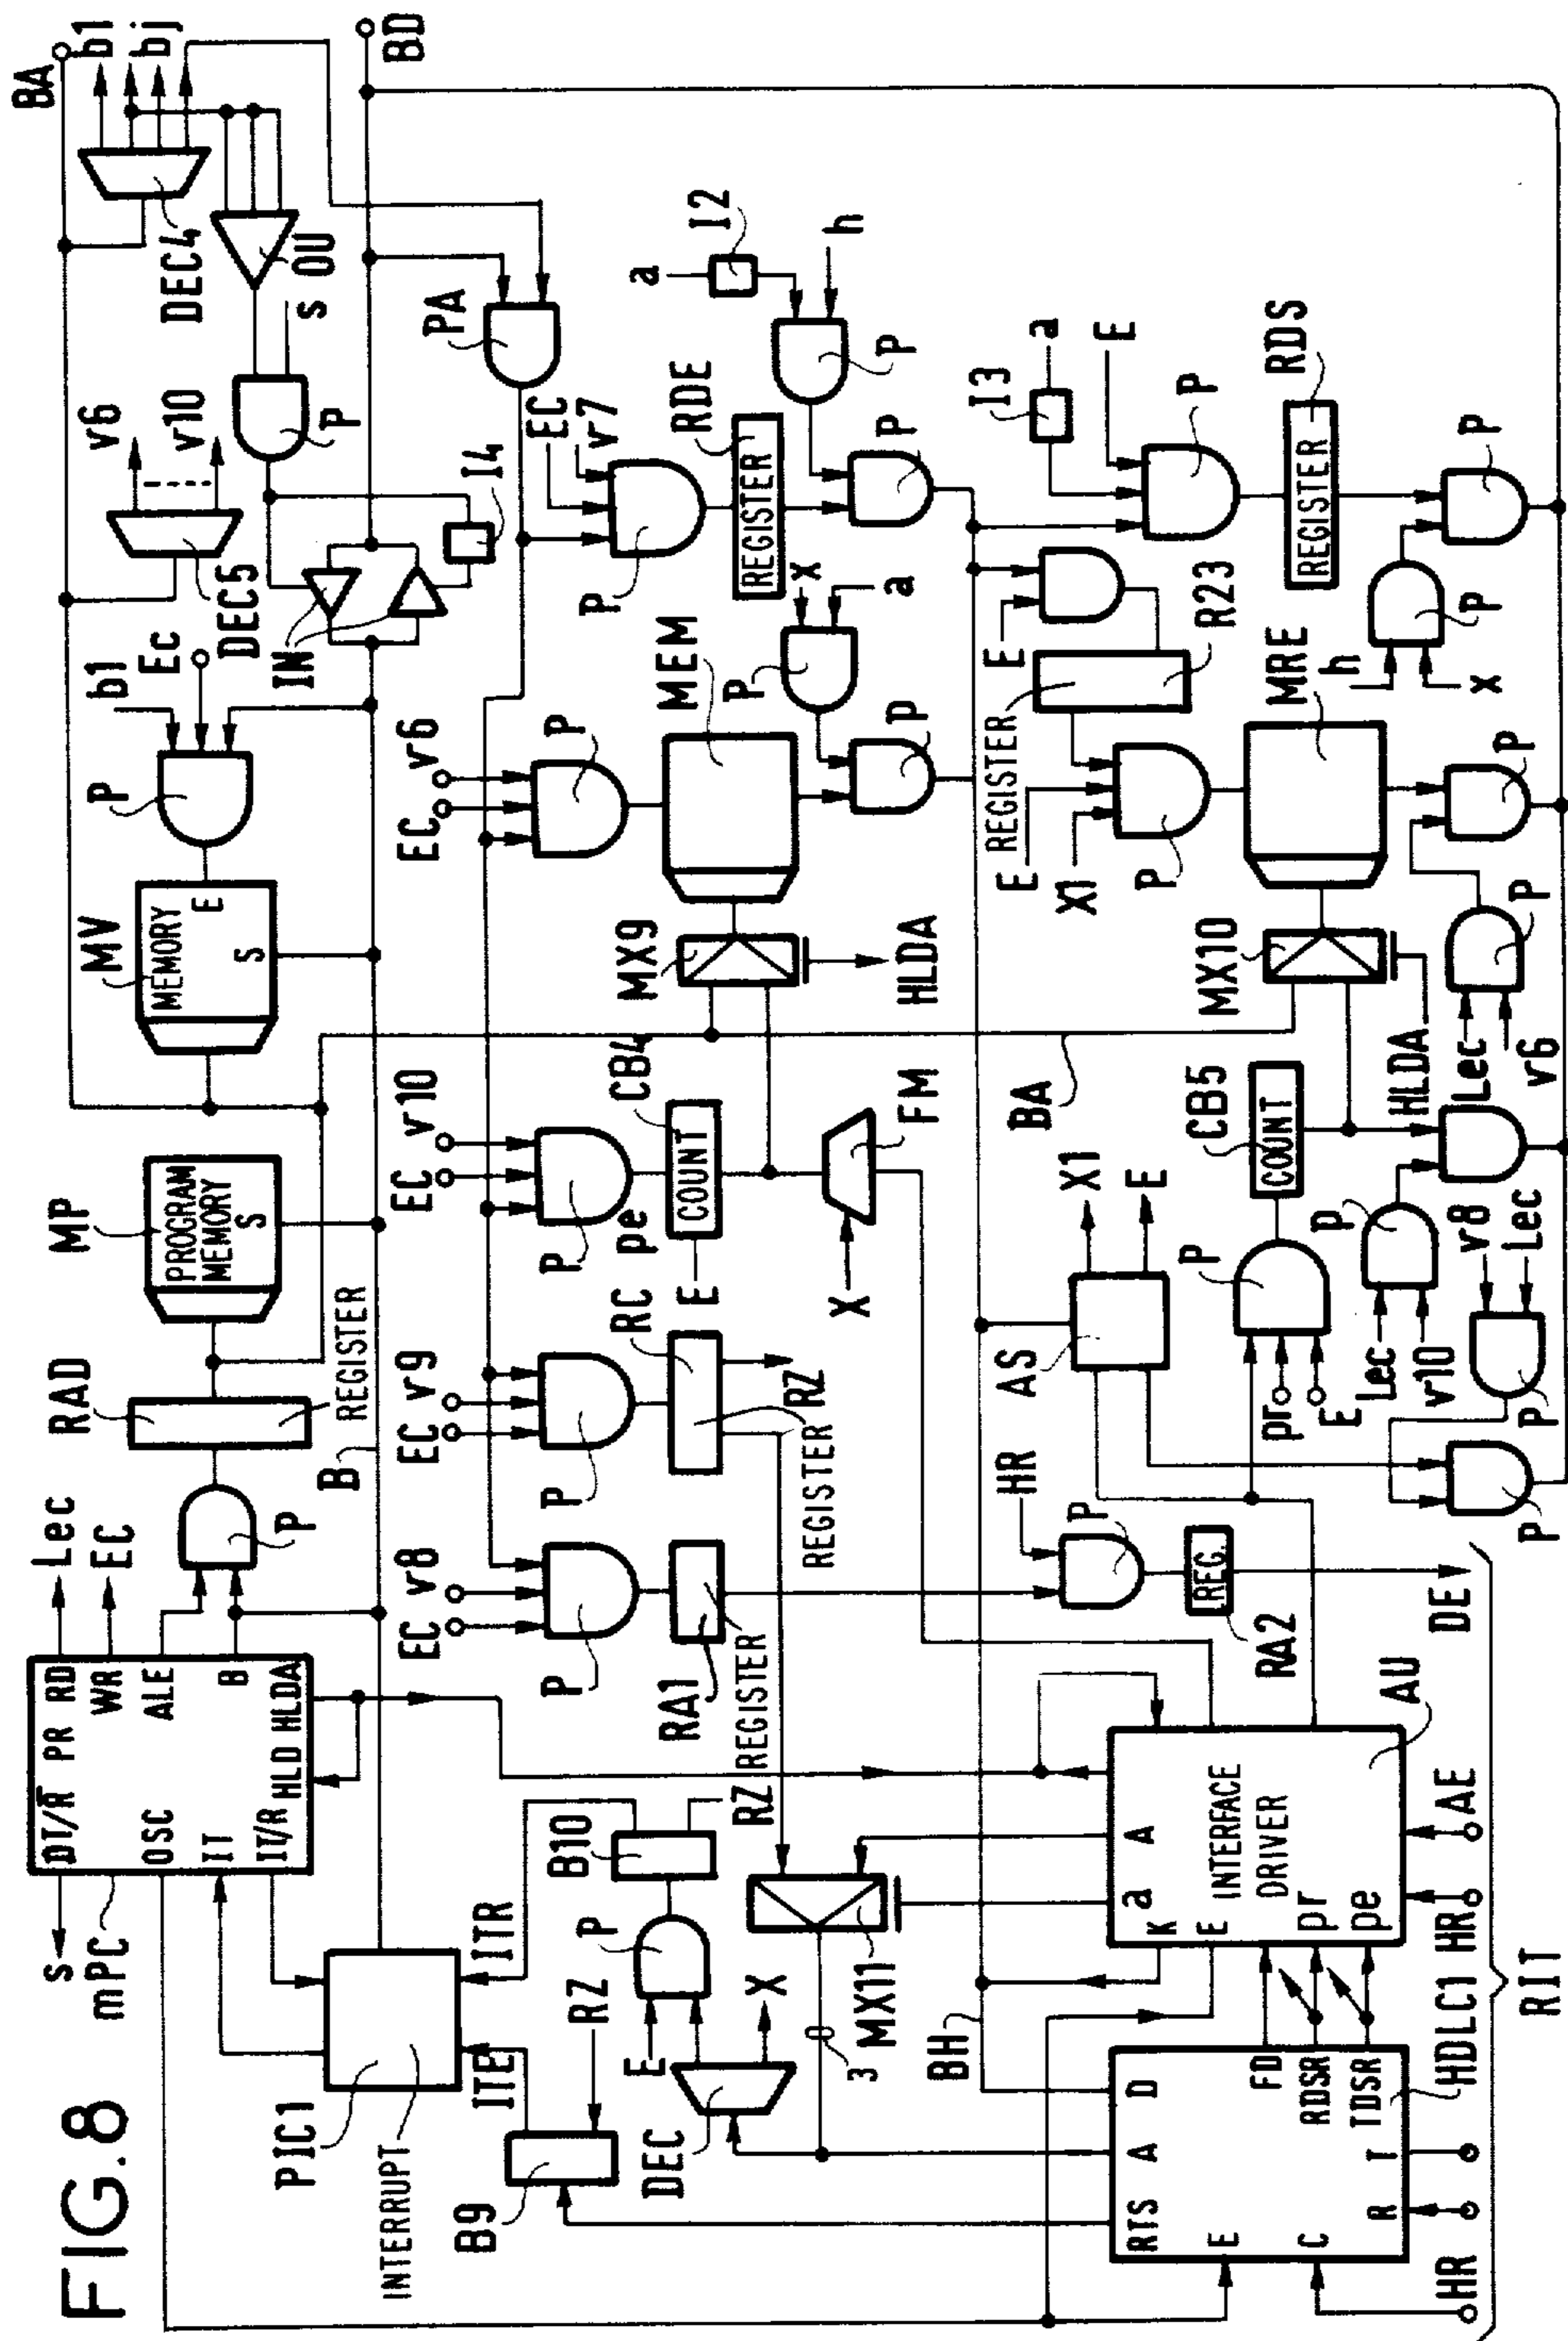 FIG.8
DT/R̅ PR RD
WR
OSC
ALE
IT
B
IT/R
HLD HLDA
s
mPC
Lec
EC
P
RAD
REGISTER
B
MP
PROGRAM
MEMORY
S
MV
MEMORY
E
S
P
b1
Ec
DEC5
v6
v10
IN
I4
P
s
OU
DEC4
BA
b1
bj
BD
PIC1
INTERRUPT
ITE
ITR
B9
RZ
E
P
B10
RZ
DEC
X
3
MX11
EC v8
P
RA1
REGISTER
EC v9
P
RC
REGISTER
RZ
EC v10
P
pe
E
COUNT
CB4
X
FM
EC v6
P
MX9
HLDA
MEM
P
x
a
P
EC
v7
P
REGISTER
RDE
PA
a
I2
h
P
P
BH
BA
RTS A D
E
C
R T
FD
RDSR
TDSR
HDLC1
HR
a A
K
E
INTERFACE
DRIVER
pr
pe
AU
HR
AE
RIT
HR
P
REG.
RA2
DE
AS
X1
E
pr
E
P
COUNT
CB5
Lec
v10
P
v8
Lec
P
P
MX10
HLDA
Lec
v6
P
E
X1
P
REGISTER
E
R23
MRE
h
x
P
P
I3
a
E
P
REGISTER
RDS
P